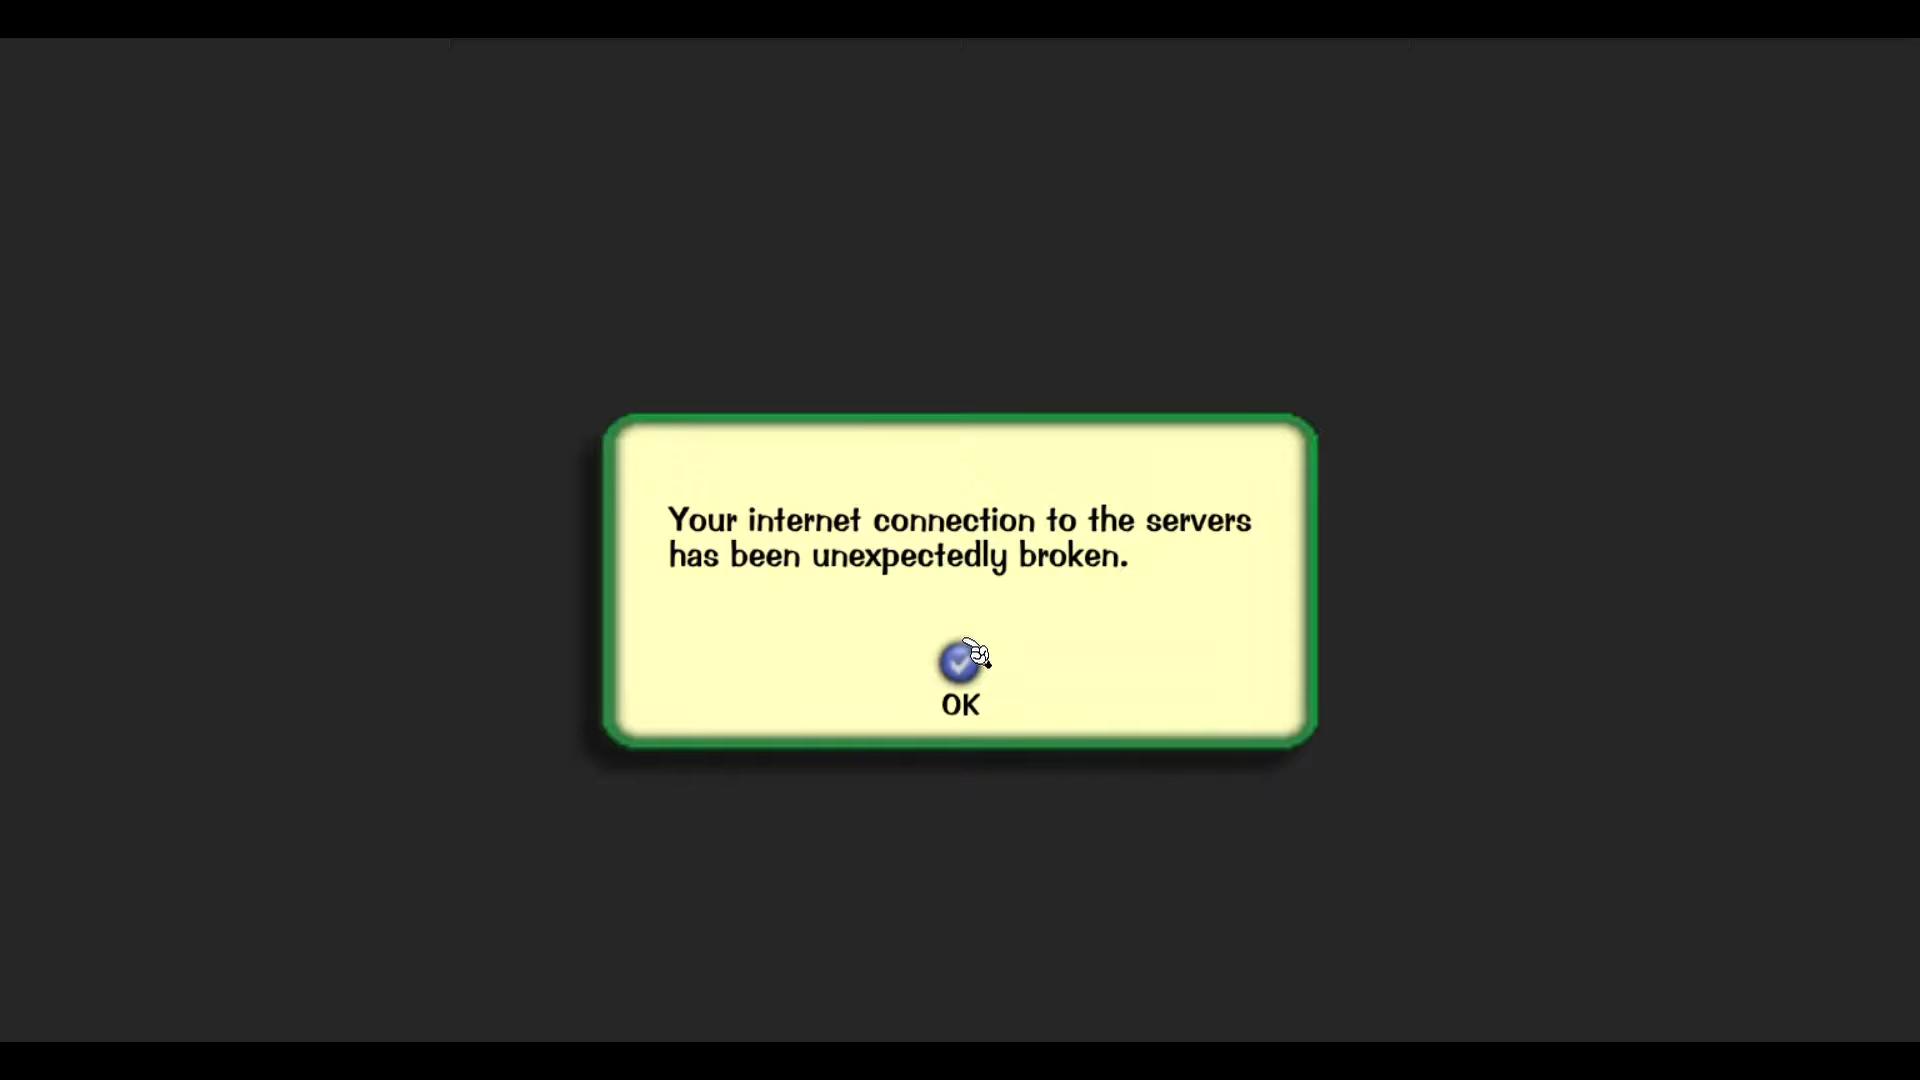 Your internet connection to the servers
has been unexpectedly broken.
OK